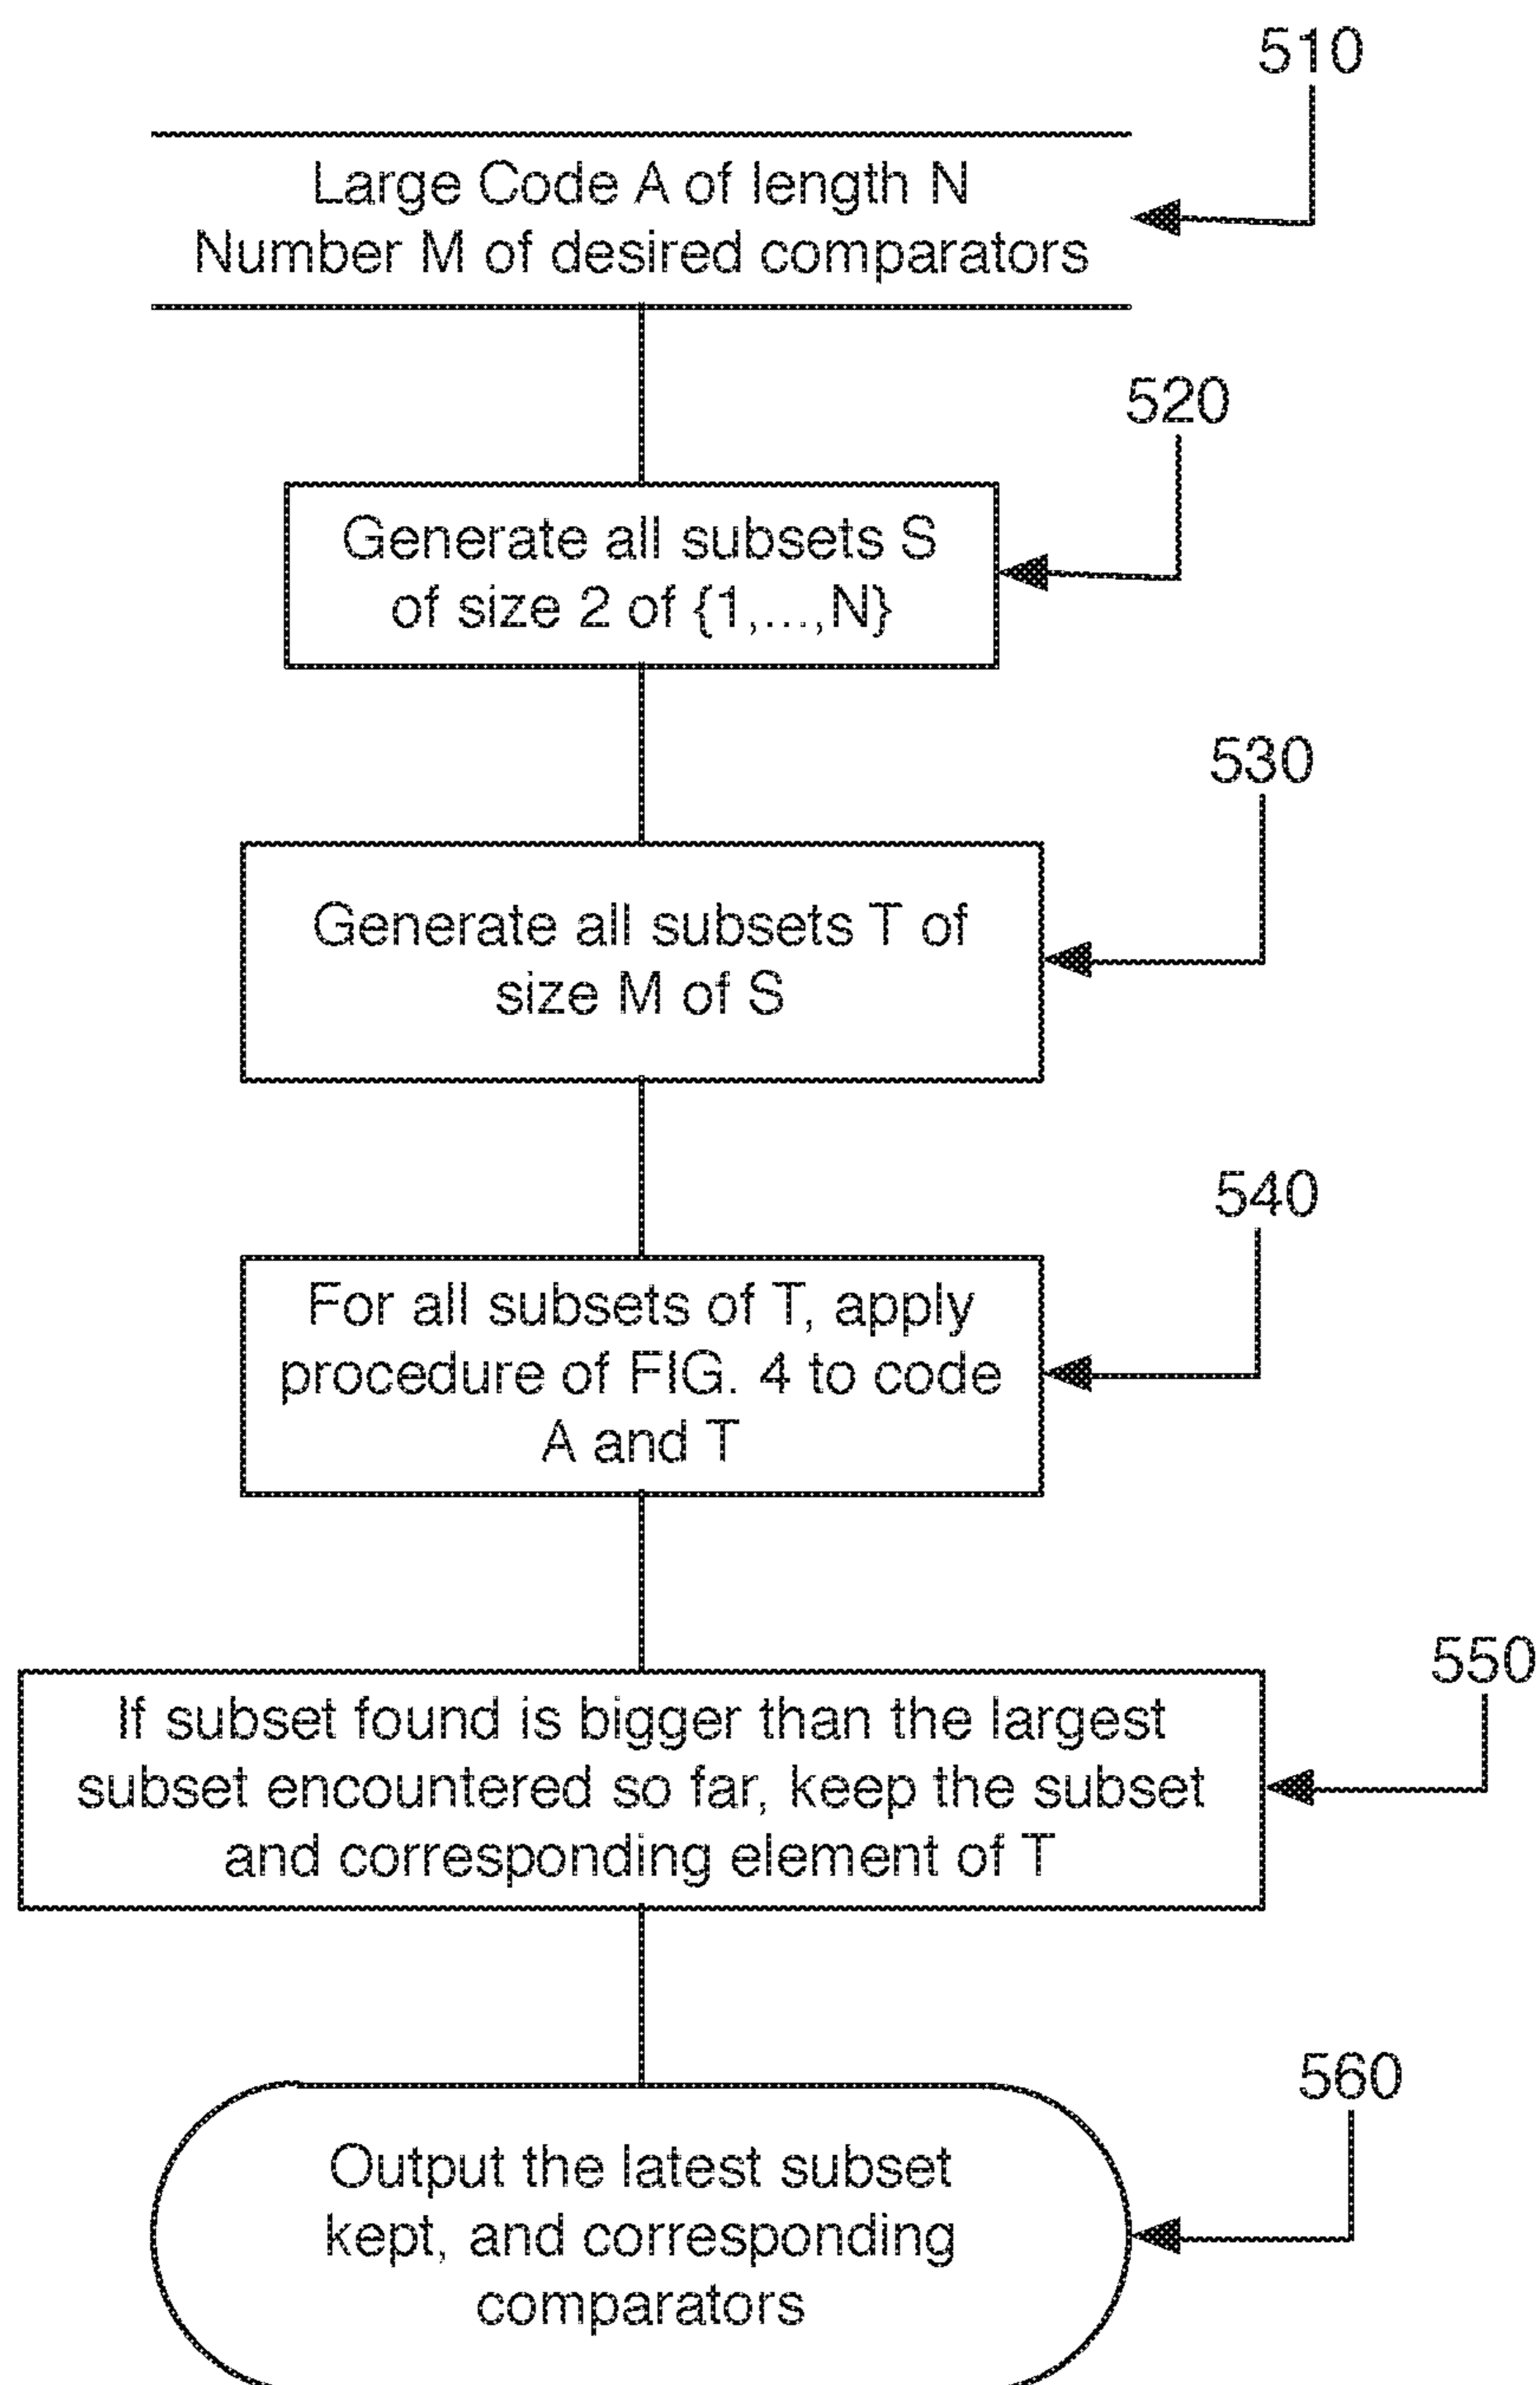 510
Large Code A of length N
Number M of desired comparators
520
Generate all subsets S
of size 2 of {1,...,N}
530
Generate all subsets T of
size M of S
540
For all subsets of T, apply
procedure of FIG. 4 to code
A and T
550
If subset found is bigger than the largest
subset encountered so far, keep the subset
and corresponding element of T
560
Output the latest subset
kept, and corresponding
comparators